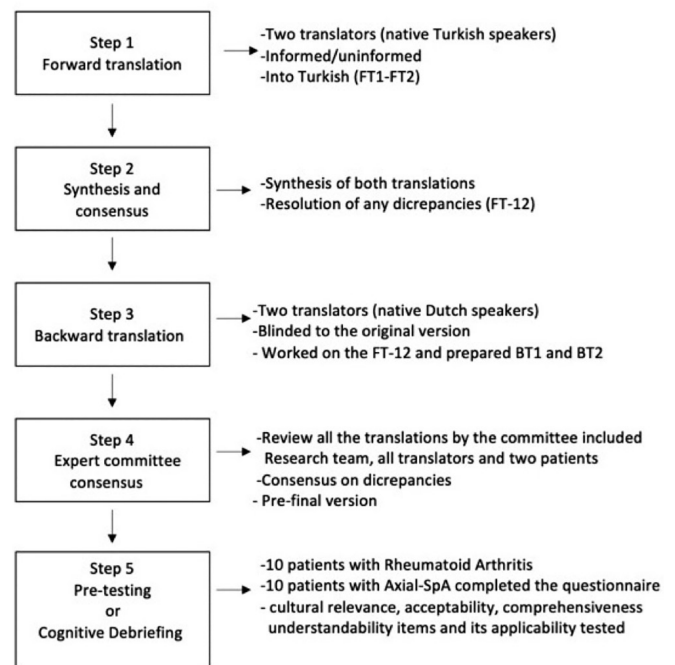 Step 1
Forward translation
-Two translators (native Turkish speakers)
-Informed/uninformed
-Into Turkish (FT1-FT2)
Step 2
Synthesis and
consensus
-Synthesis of both translations
-Resolution of any dicrepancies (FT-12)
Step 3
Backward translation
-Two translators (native Dutch speakers)
-Blinded to the original version
- Worked on the FT-12 and prepared BT1 and BT2
Step 4
Expert committee
consensus
-Review all the translations by the committee included
Research team, all translators and two patients
-Consensus on dicrepancies
- Pre-final version
Step 5
Pre-testing
or
Cognitive Debriefing
-10 patients with Rheumatoid Arthritis
-10 patients with Axial-SpA completed the questionnaire
- cultural relevance, acceptability, comprehensiveness
understandability items and its applicability tested